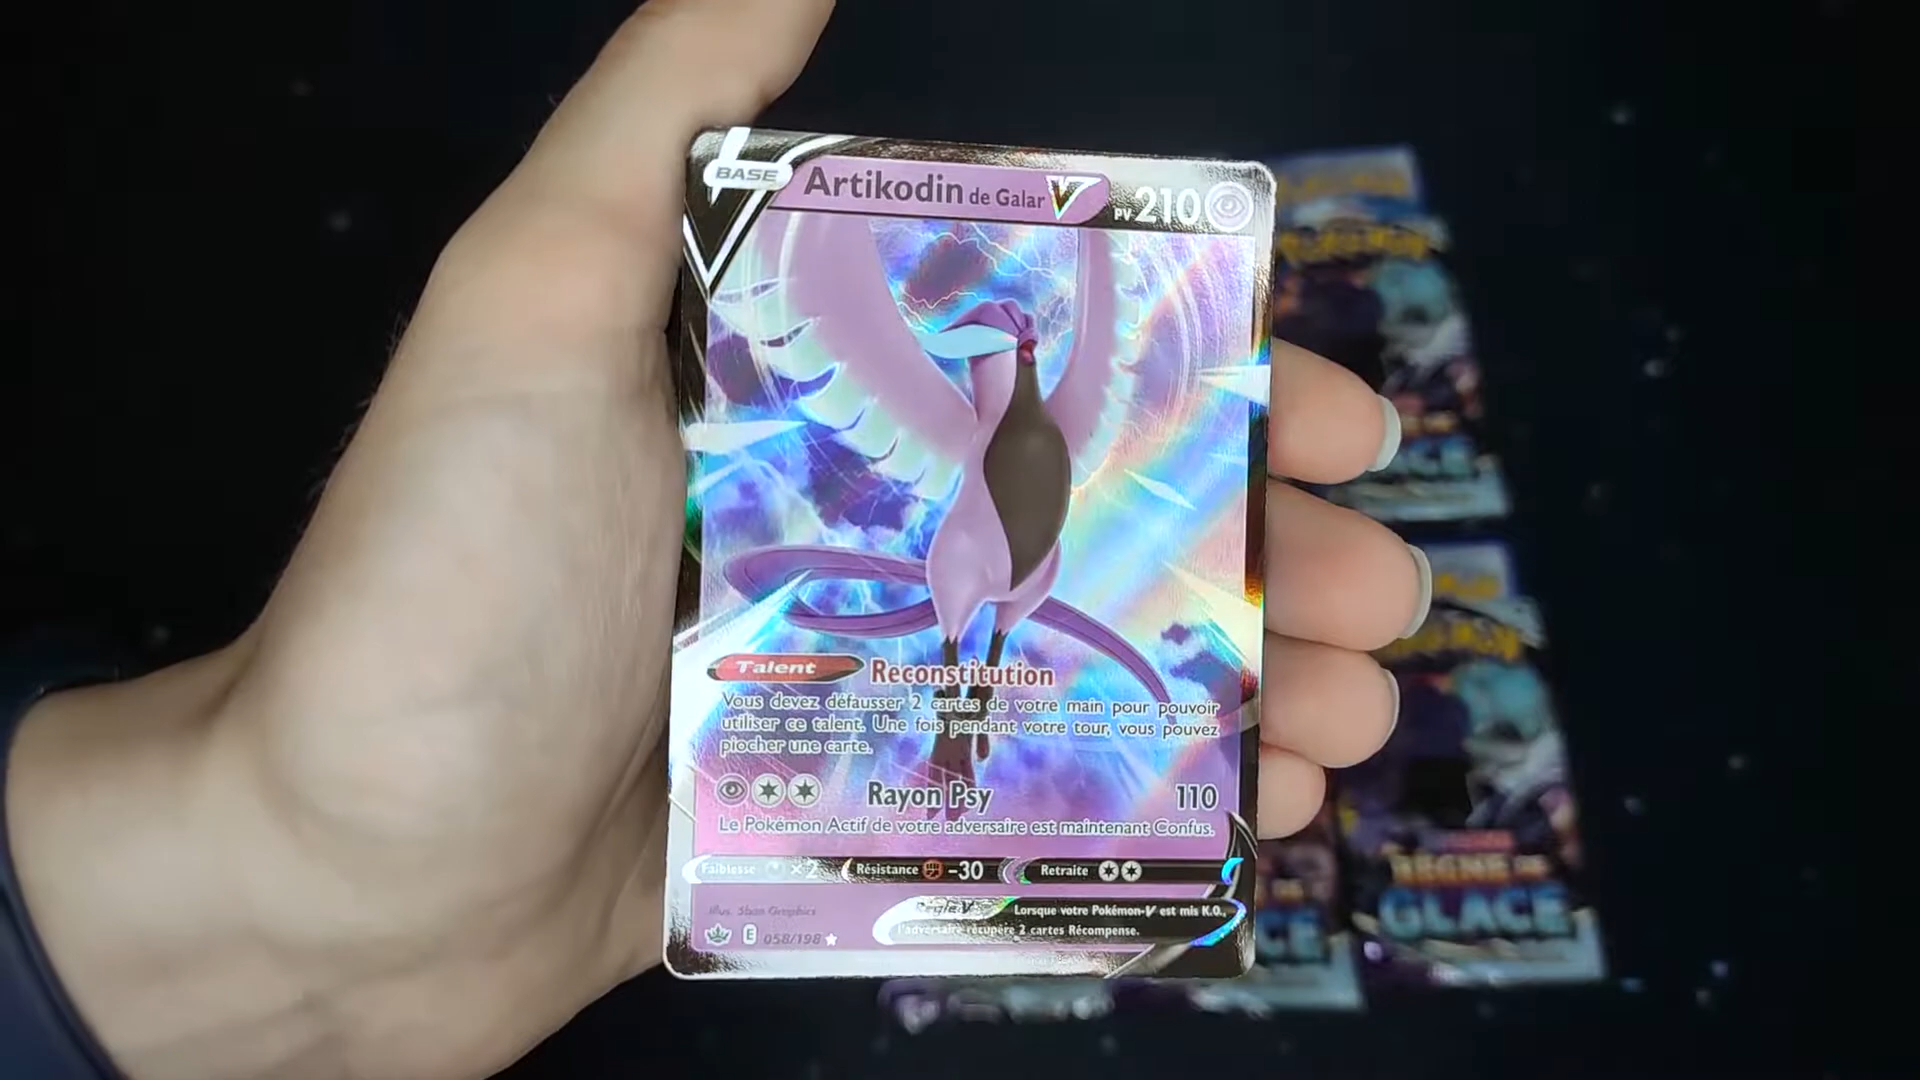 BASE
Artikodin de Galar V
PV 210
Talent Reconstitution
Vous devez défausser 2 cartes de votre main pour pouvoir
utiliser ce talent. Une fois pendant votre tour, vous pouvez
piocher une carte.
Rayon Psy 110
Le Pokémon Actif de votre adversaire est maintenant Confus.
Faiblesse ×2 Résistance -30 Retraite
Illus. 5ban Graphics
Règle V Lorsque votre Pokémon-V est mis K.O.,
l'adversaire récupère 2 cartes Récompense.
E 058/198
POKÉMON
GLACE
POKÉMON
RÈGNE DE
GLACE